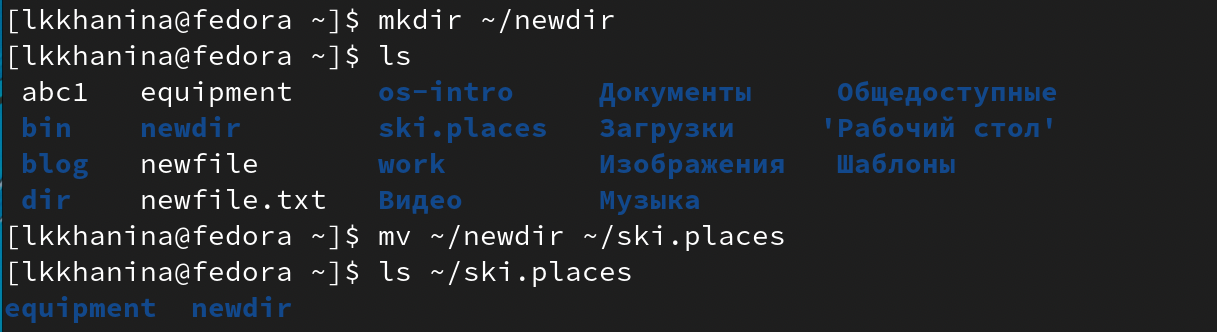 [lkkhanina@fedora ~]$ mkdir ~/newdir
[lkkhanina@fedora ~]$ ls
abc1 equipment os-intro Документы Общедоступные
bin newdir ski.places Загрузки 'Рабочий стол'
blog newfile work Изображения Шаблоны
dir newfile.txt Видео Музыка
[lkkhanina@fedora ~]$ mv ~/newdir ~/ski.places
[lkkhanina@fedora ~]$ ls ~/ski.places
equipment newdir